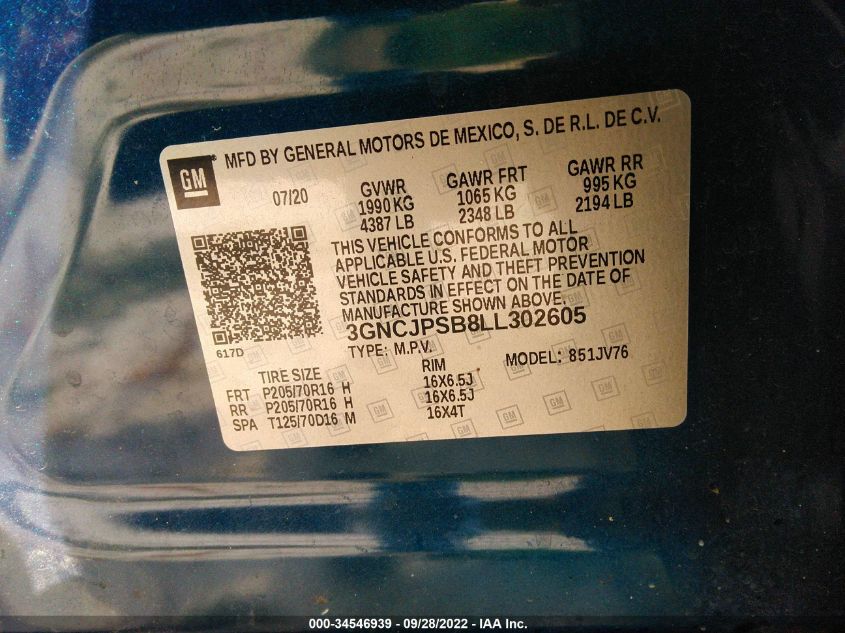 MFD BY GENERAL MOTORS DE MEXICO, S. DE R.L. DE C.V.
GM
07/20 GVWR GAWR FRT GAWR RR
1990 KG 1065 KG 995 KG
4387 LB 2348 LB 2194 LB
THIS VEHICLE CONFORMS TO ALL
APPLICABLE U.S. FEDERAL MOTOR
VEHICLE SAFETY AND THEFT PREVENTION
STANDARDS IN EFFECT ON THE DATE OF
MANUFACTURE SHOWN ABOVE.
3GNCJPSB8LL302605
617D
TYPE: M.P.V. MODEL: 851JV76
TIRE SIZE RIM
FRT P205/70R16 H 16X6.5J
RR P205/70R16 H 16X6.5J
SPA T125/70D16 M 16X4T
000-34546939 - 09/28/2022 - IAA Inc.